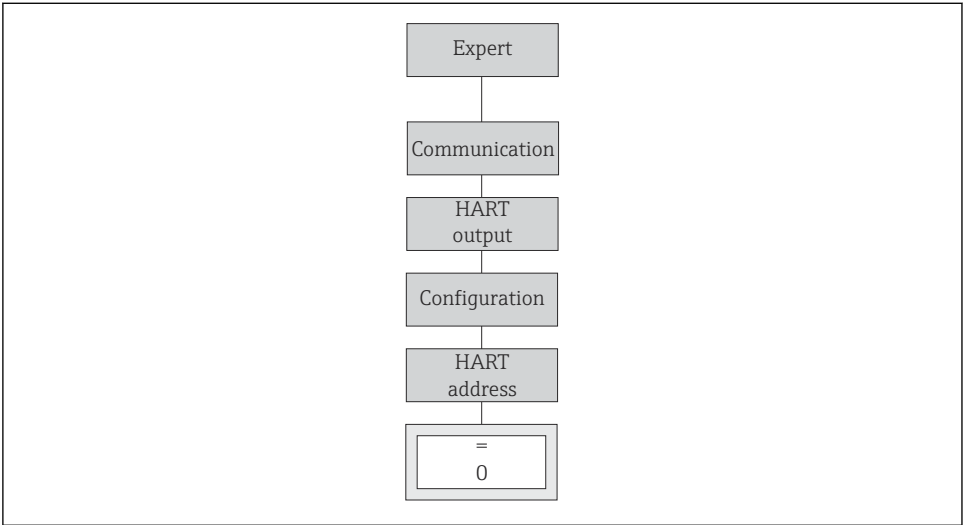 Expert
Communication
HART
output
Configuration
HART
address
=
0